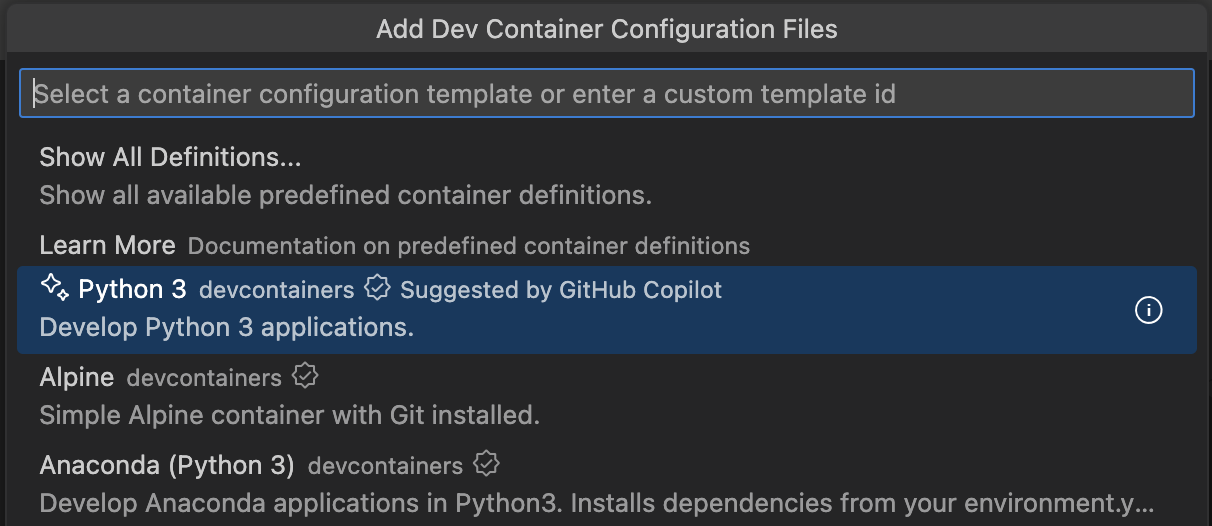 Add Dev Container Configuration Files
Select a container configuration template or enter a custom template id
Show All Definitions...
Show all available predefined container definitions.
Learn More Documentation on predefined container definitions
Python 3 devcontainers Suggested by GitHub Copilot
Develop Python 3 applications.
Alpine devcontainers
Simple Alpine container with Git installed.
Anaconda (Python 3) devcontainers
Develop Anaconda applications in Python3. Installs dependencies from your environment.y...